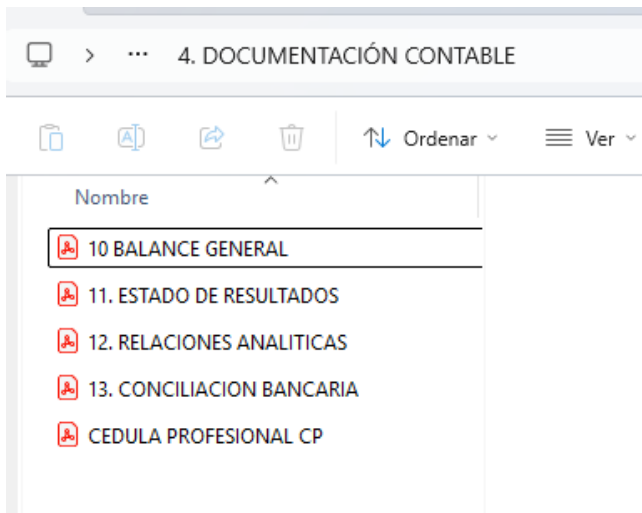 4. DOCUMENTACIÓN CONTABLE
Ordenar Ver
Nombre
10 BALANCE GENERAL
11. ESTADO DE RESULTADOS
12. RELACIONES ANALITICAS
13. CONCILIACION BANCARIA
CEDULA PROFESIONAL CP